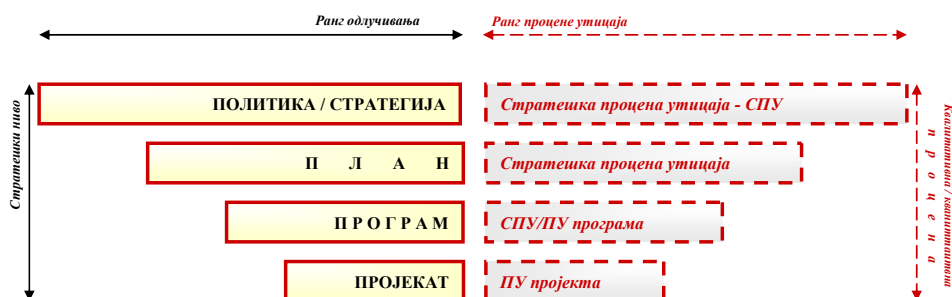 Ранг одлучивања
Ранг процене утицаја
Стратешки ниво
ПОЛИТИКА / СТРАТЕГИЈА
Стратешка процена утицаја - СПУ
П Л А Н
Стратешка процена утицаја
П Р О Г Р А М
СПУ/ПУ програма
ПРОЈЕКАТ
ПУ пројекта
Квалитативна / квантитативна
п р о ц е н а